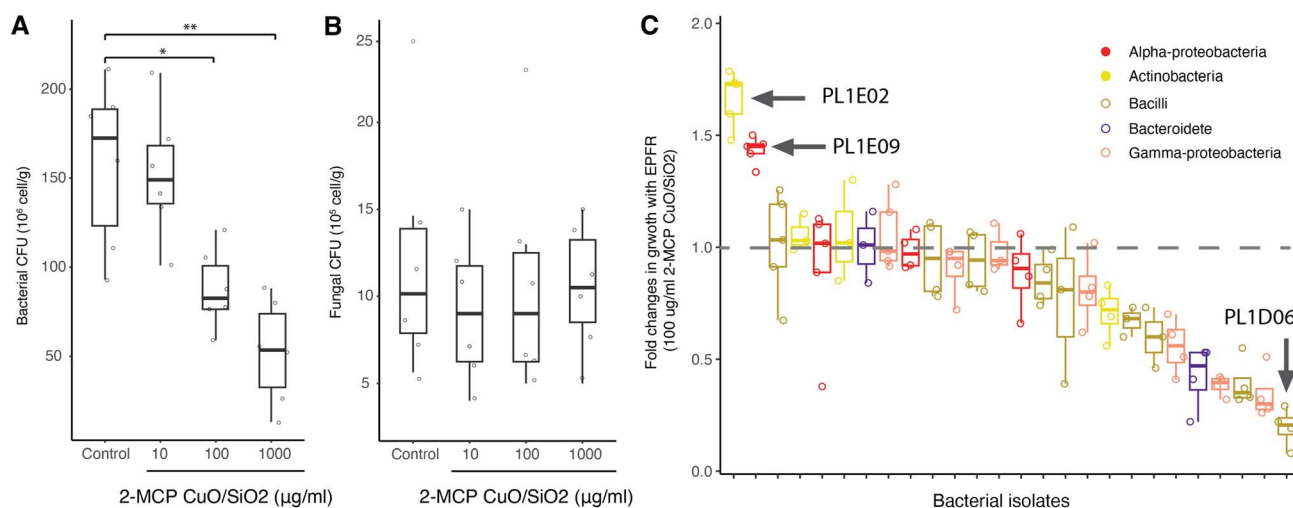 A
**
*
200
150
100
50
Bacterial CFU (10⁶ cell/g)
Control
10
100
1000
2-MCP CuO/SiO2 (µg/ml)
B
25
20
15
10
5
Fungal CFU (10⁵ cell/g)
Control
10
100
1000
2-MCP CuO/SiO2 (µg/ml)
C
2.0
1.5
1.0
0.5
0.0
Fold changes in grwoth with EPFR
(100 ug/ml 2-MCP CuO/SiO2)
PL1E02
PL1E09
PL1D06
Alpha-proteobacteria
Actinobacteria
Bacilli
Bacteroidete
Gamma-proteobacteria
Bacterial isolates